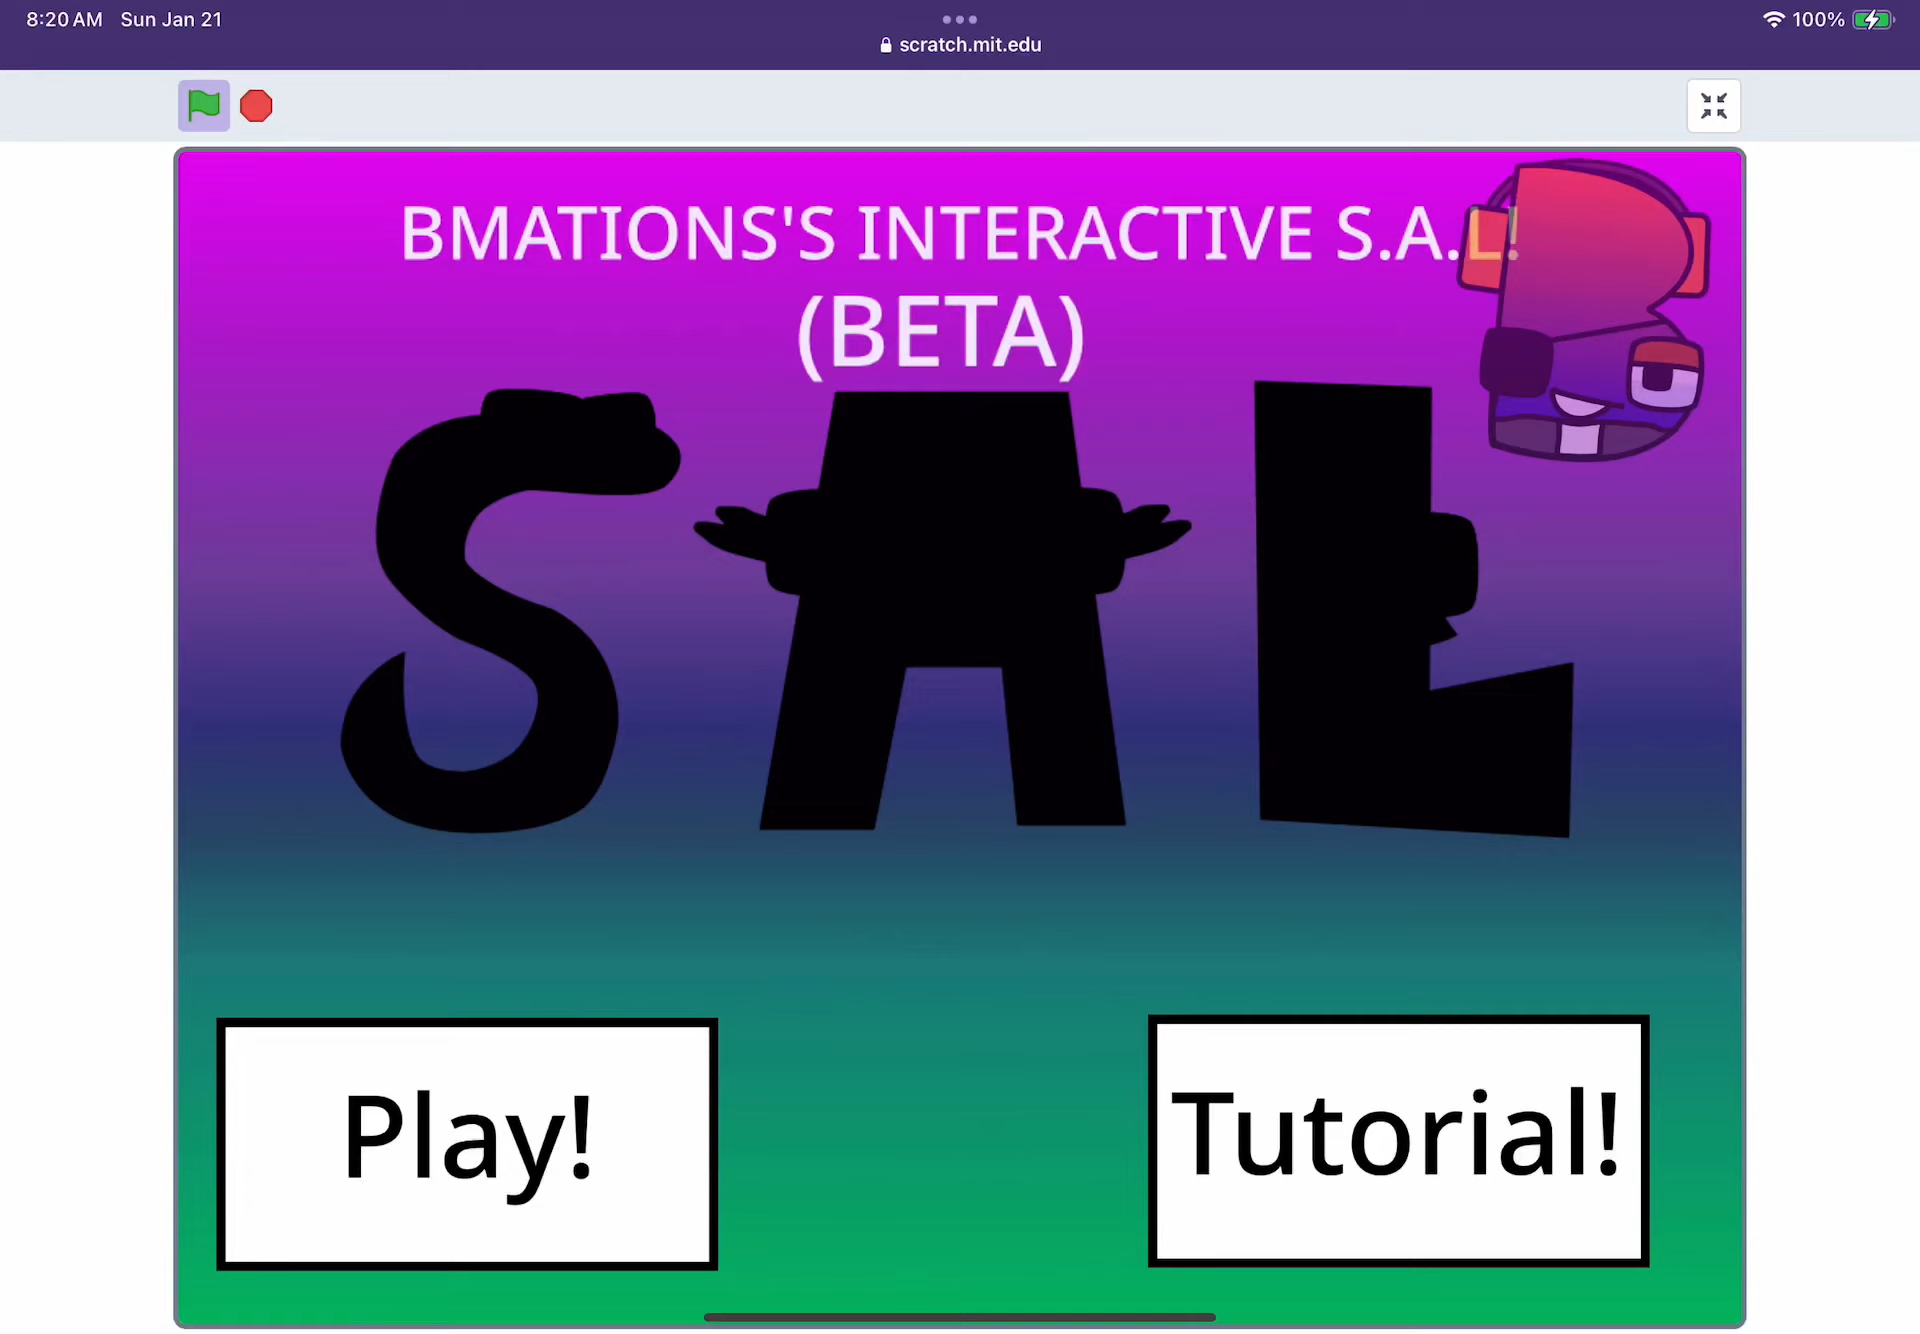 8:20 AM Sun Jan 21
100%
scratch.mit.edu
BMATIONS'S INTERACTIVE S.A.L!
(BETA)
SAL
Play!
Tutorial!